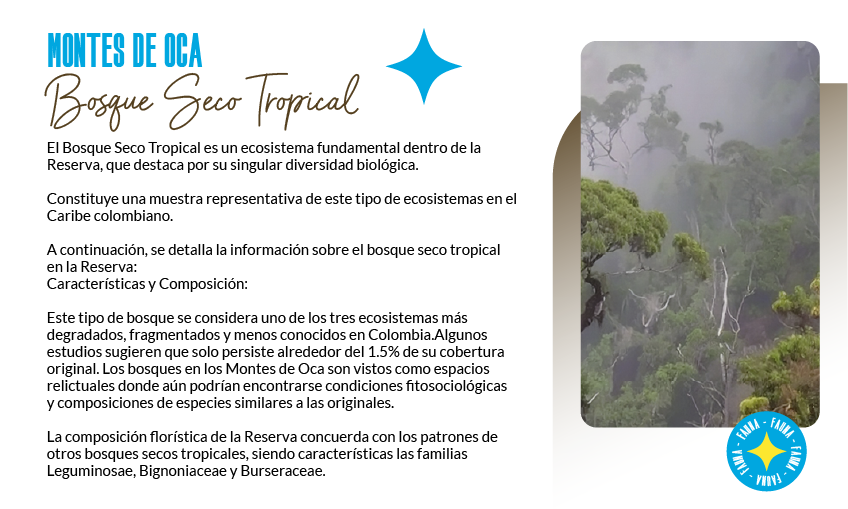 MONTES DE OCA
Bosque Seco Tropical
El Bosque Seco Tropical es un ecosistema fundamental dentro de la
Reserva, que destaca por su singular diversidad biológica.
Constituye una muestra representativa de este tipo de ecosistemas en el
Caribe colombiano.
A continuación, se detalla la información sobre el bosque seco tropical
en la Reserva:
Características y Composición:
Este tipo de bosque se considera uno de los tres ecosistemas más
degradados, fragmentados y menos conocidos en Colombia.Algunos
estudios sugieren que solo persiste alrededor del 1.5% de su cobertura
original. Los bosques en los Montes de Oca son vistos como espacios
relictuales donde aún podrían encontrarse condiciones fitosociológicas
y composiciones de especies similares a las originales.
La composición florística de la Reserva concuerda con los patrones de
otros bosques secos tropicales, siendo características las familias
Leguminosae, Bignoniaceae y Burseraceae.
FAUNA - FAUNA - FAUNA - FAUNA - FAUNA -